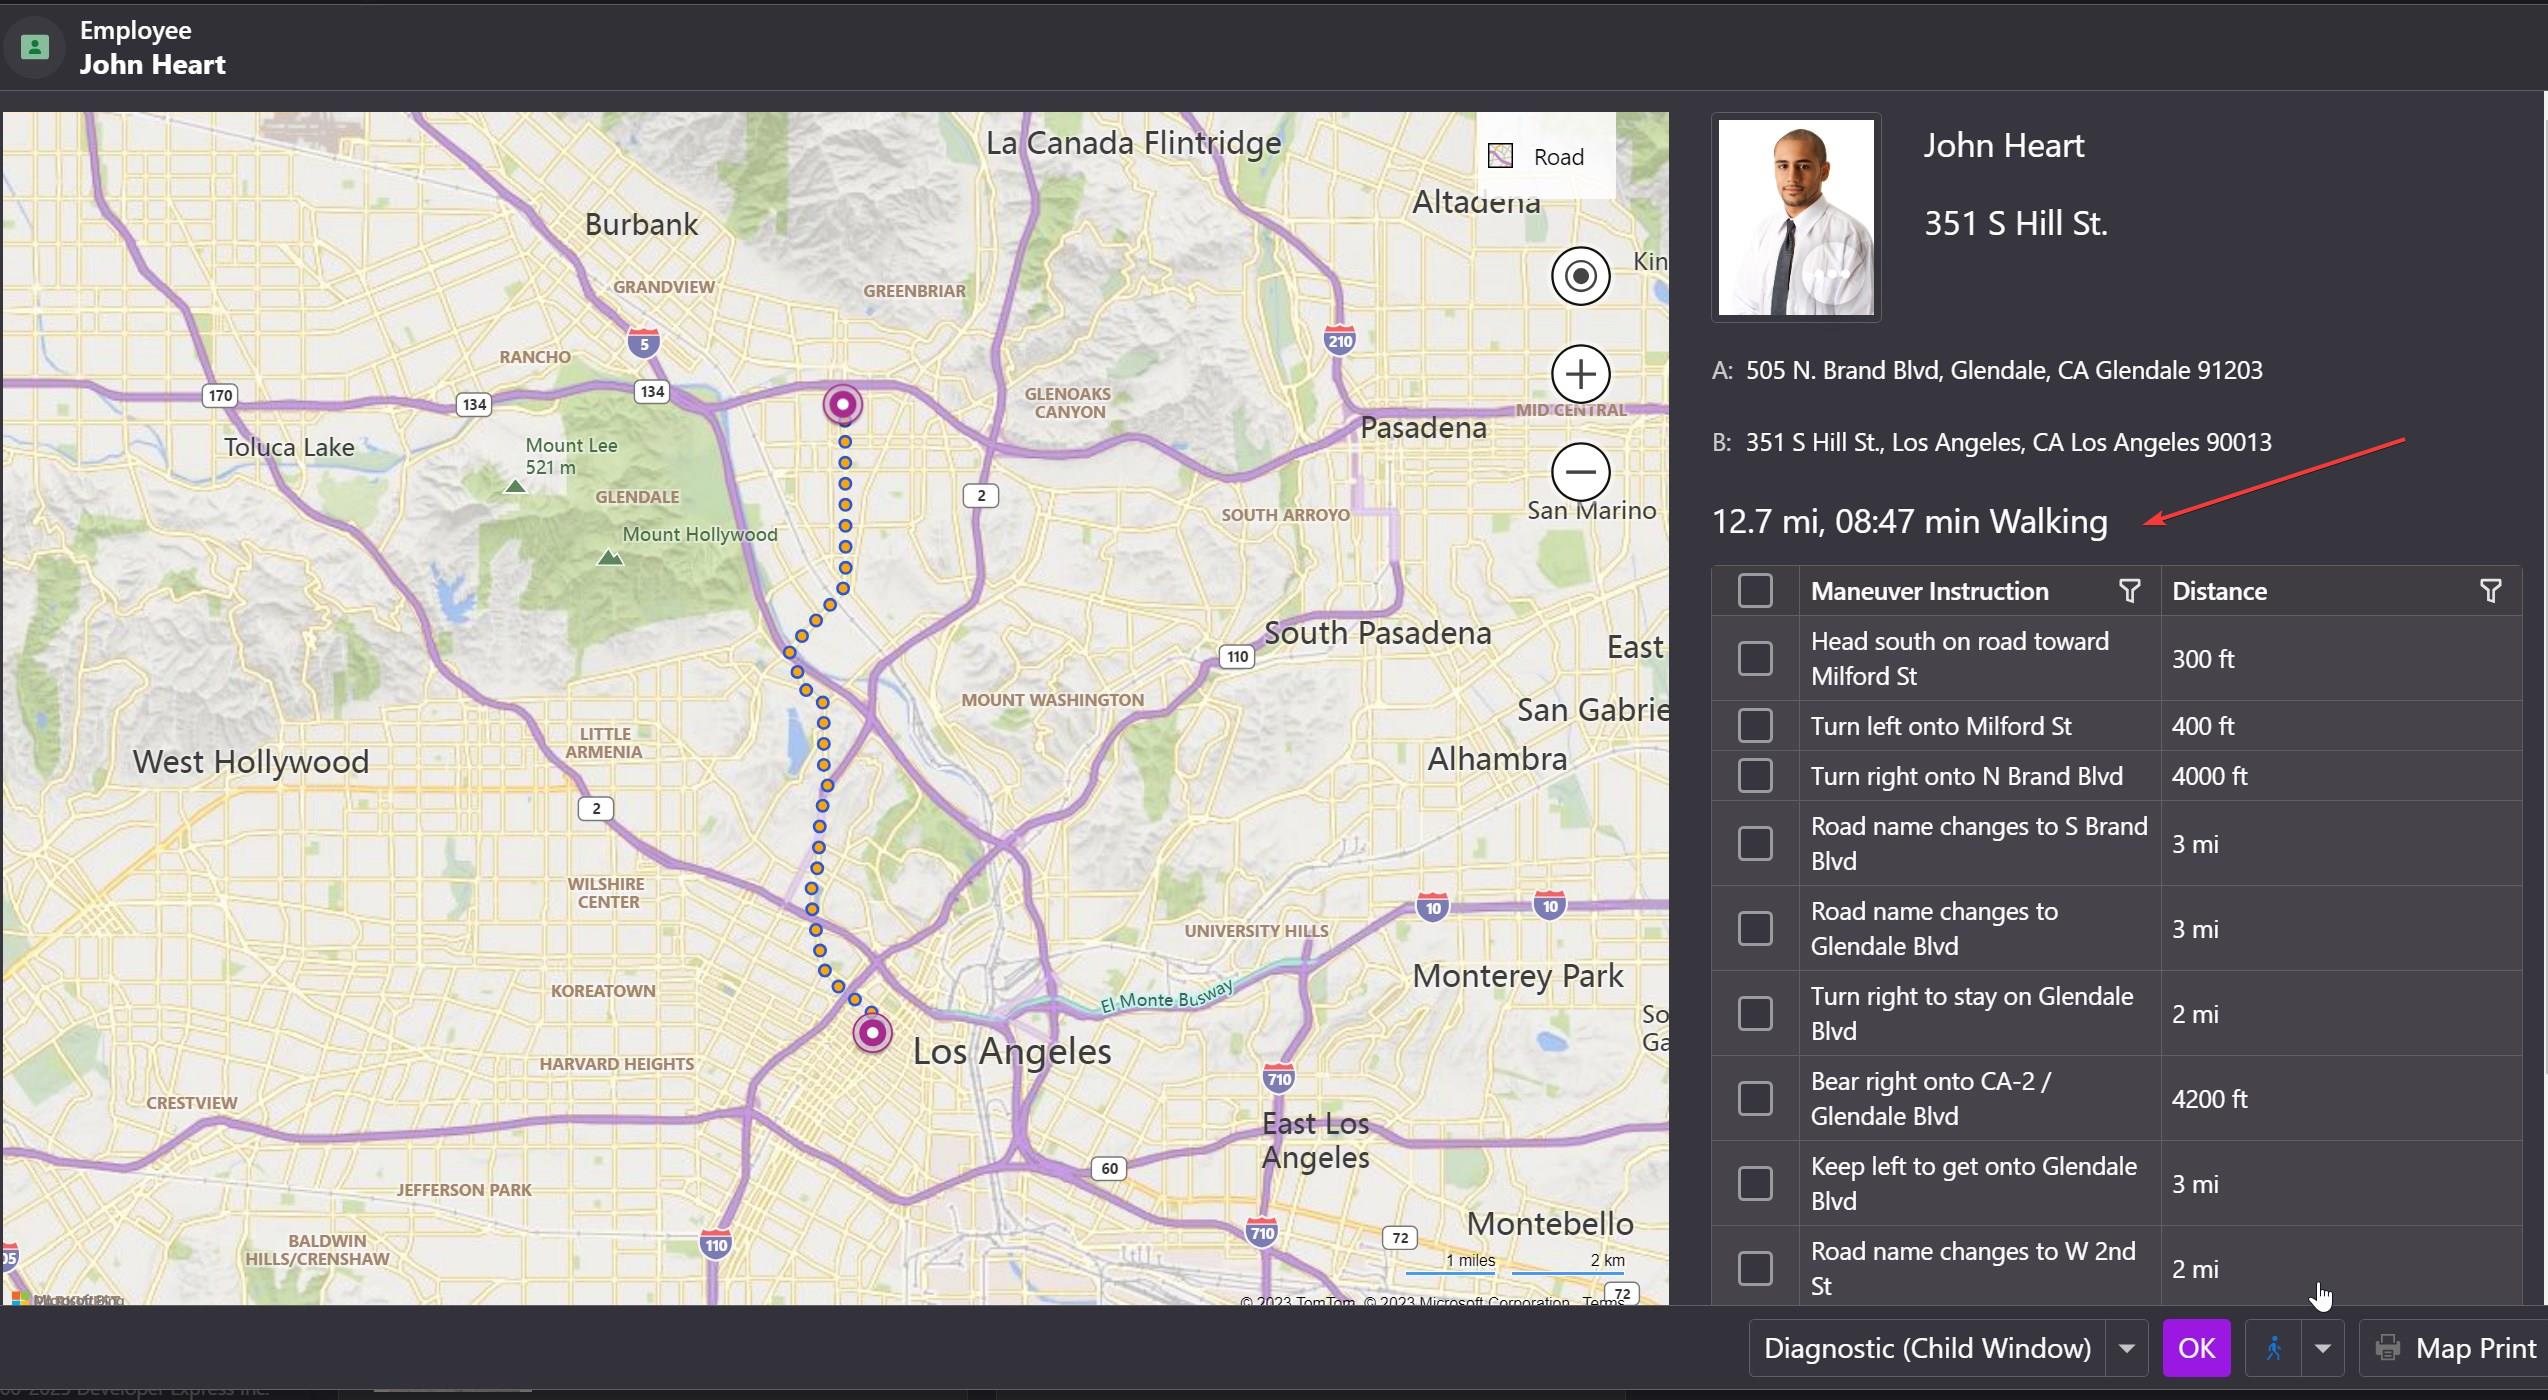 Employee
John Heart
La Canada Flintridge
Road
Altadena
Burbank
Kin
GRANDVIEW
GREENBRIAR
5
210
RANCHO
134
170
134
GLENOAKS
CANYON
MID CENTRAL
Pasadena
Toluca Lake
Mount Lee
521 m
GLENDALE
2
SOUTH ARROYO
San Marino
Mount Hollywood
South Pasadena
East
110
MOUNT WASHINGTON
San Gabrie
LITTLE
ARMENIA
West Hollywood
Alhambra
2
WILSHIRE
CENTER
10
10
UNIVERSITY HILLS
Monterey Park
KOREATOWN
El Monte Busway
So
Ga
Los Angeles
HARVARD HEIGHTS
710
CRESTVIEW
East Los
Angeles
60
JEFFERSON PARK
Montebello
710
72
110
BALDWIN
HILLS/CRENSHAW
05
1 miles
2 km
72
© 2023 TomTom, © 2023 Microsoft Corporation, Terms
John Heart
351 S Hill St.
A: 505 N. Brand Blvd, Glendale, CA Glendale 91203
B: 351 S Hill St., Los Angeles, CA Los Angeles 90013
12.7 mi, 08:47 min Walking
Maneuver Instruction
Distance
Head south on road toward
Milford St
300 ft
Turn left onto Milford St
400 ft
Turn right onto N Brand Blvd
4000 ft
Road name changes to S Brand
Blvd
3 mi
Road name changes to
Glendale Blvd
3 mi
Turn right to stay on Glendale
Blvd
2 mi
Bear right onto CA-2 /
Glendale Blvd
4200 ft
Keep left to get onto Glendale
Blvd
3 mi
Road name changes to W 2nd
St
2 mi
Diagnostic (Child Window)
OK
Map Print